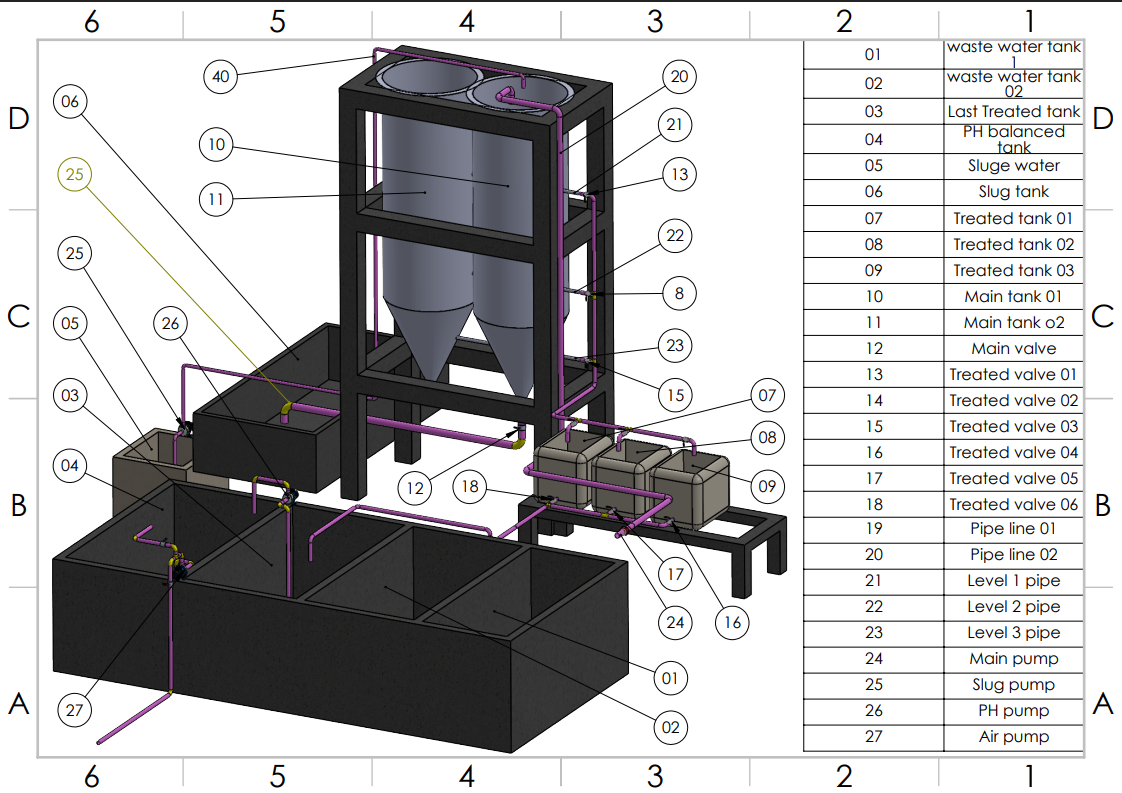 6 5 4 3 2 1
D
C
B
A
D
C
B
A
40
06
10
25
11
25
05
26
03
04
12
18
27
20
21
13
22
8
23
15
07
08
09
17
24
16
01
02
01 waste water tank
1
02 waste water tank
02
03 Last Treated tank
04 PH balanced
tank
05 Sluge water
06 Slug tank
07 Treated tank 01
08 Treated tank 02
09 Treated tank 03
10 Main tank 01
11 Main tank o2
12 Main valve
13 Treated valve 01
14 Treated valve 02
15 Treated valve 03
16 Treated valve 04
17 Treated valve 05
18 Treated valve 06
19 Pipe line 01
20 Pipe line 02
21 Level 1 pipe
22 Level 2 pipe
23 Level 3 pipe
24 Main pump
25 Slug pump
26 PH pump
27 Air pump
6 5 4 3 2 1